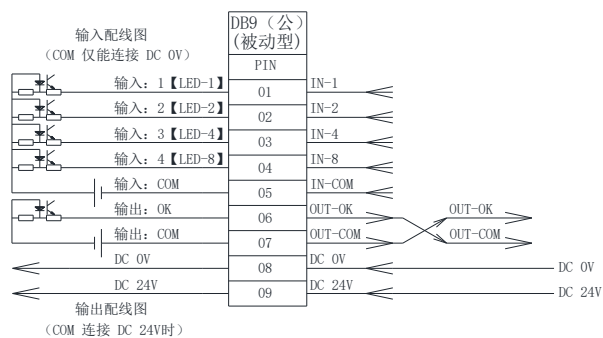 输入配线图
（COM 仅能连接 DC 0V）
DB9（公）
(被动型)
PIN
输入：1【LED-1】 01 IN-1
输入：2【LED-2】 02 IN-2
输入：3【LED-4】 03 IN-4
输入：4【LED-8】 04 IN-8
输入：COM 05 IN-COM
输出：OK 06 OUT-OK OUT-OK
输出：COM 07 OUT-COM OUT-COM
DC 0V 08 DC 0V DC 0V
DC 24V 09 DC 24V DC 24V
输出配线图
（COM 连接 DC 24V时）